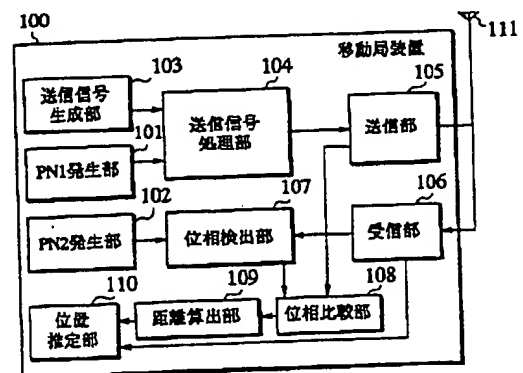 100
移動局装置
111
103
送信信号
生成部
104
送信信号
処理部
105
送信部
101
PN1発生部
102
PN2発生部
107
位相検出部
106
受信部
110
位置
推定部
109
距離算出部
108
位相比較部